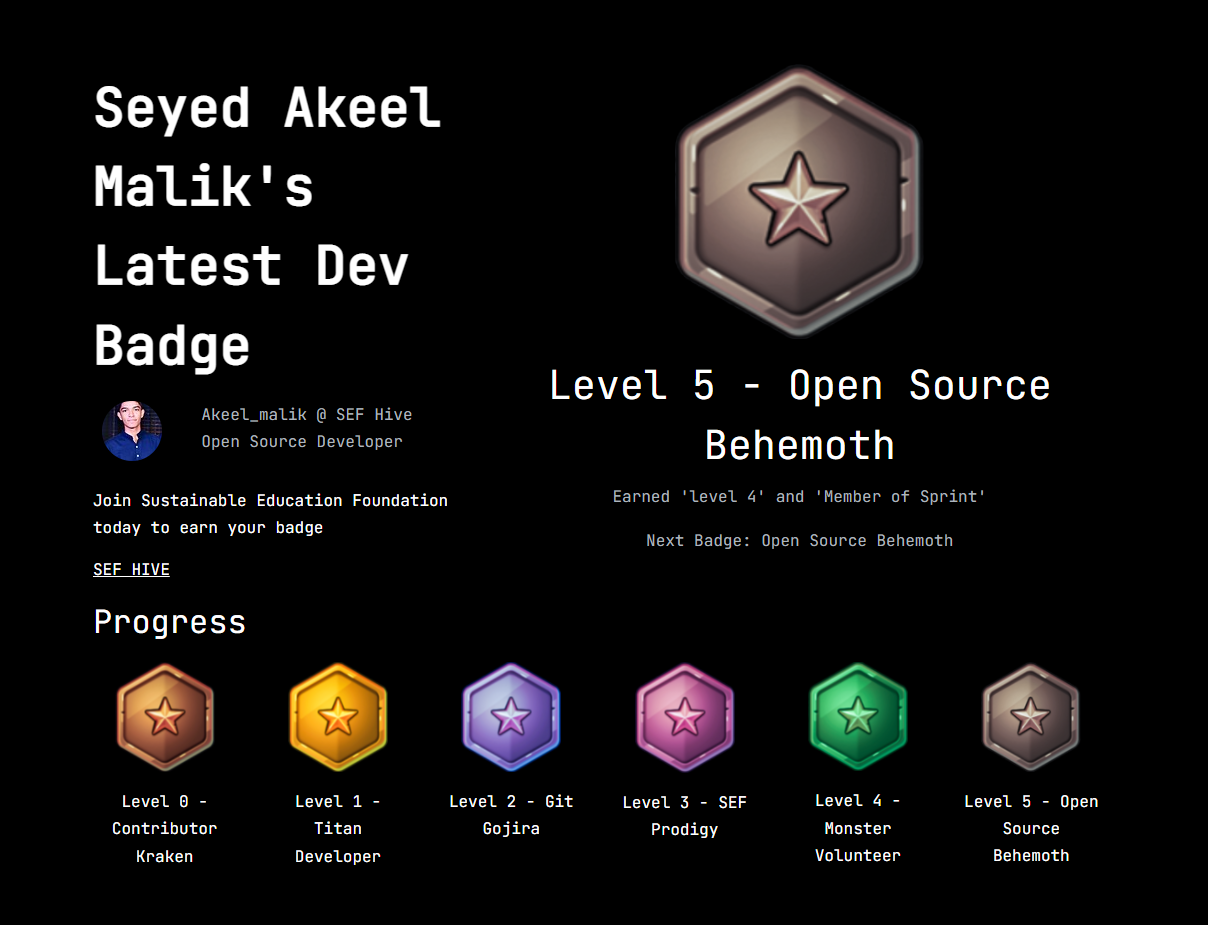 Seyed Akeel
Malik's
Latest Dev
Badge
Akeel_malik @ SEF Hive
Open Source Developer
Join Sustainable Education Foundation
today to earn your badge
SEF HIVE
Level 5 - Open Source
Behemoth
Earned 'level 4' and 'Member of Sprint'
Next Badge: Open Source Behemoth
Progress
Level 0 -
Contributor
Kraken
Level 1 -
Titan
Developer
Level 2 - Git
Gojira
Level 3 - SEF
Prodigy
Level 4 -
Monster
Volunteer
Level 5 - Open
Source
Behemoth